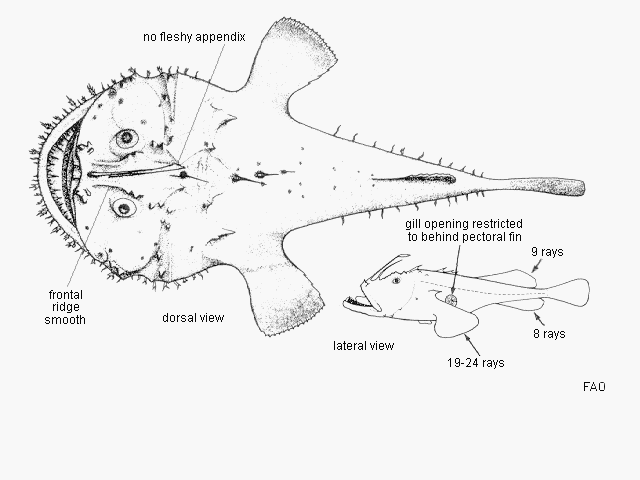 no fleshy appendix
gill opening restricted
to behind pectoral fin
9 rays
frontal
ridge
smooth
dorsal view
lateral view
8 rays
19-24 rays
FAO